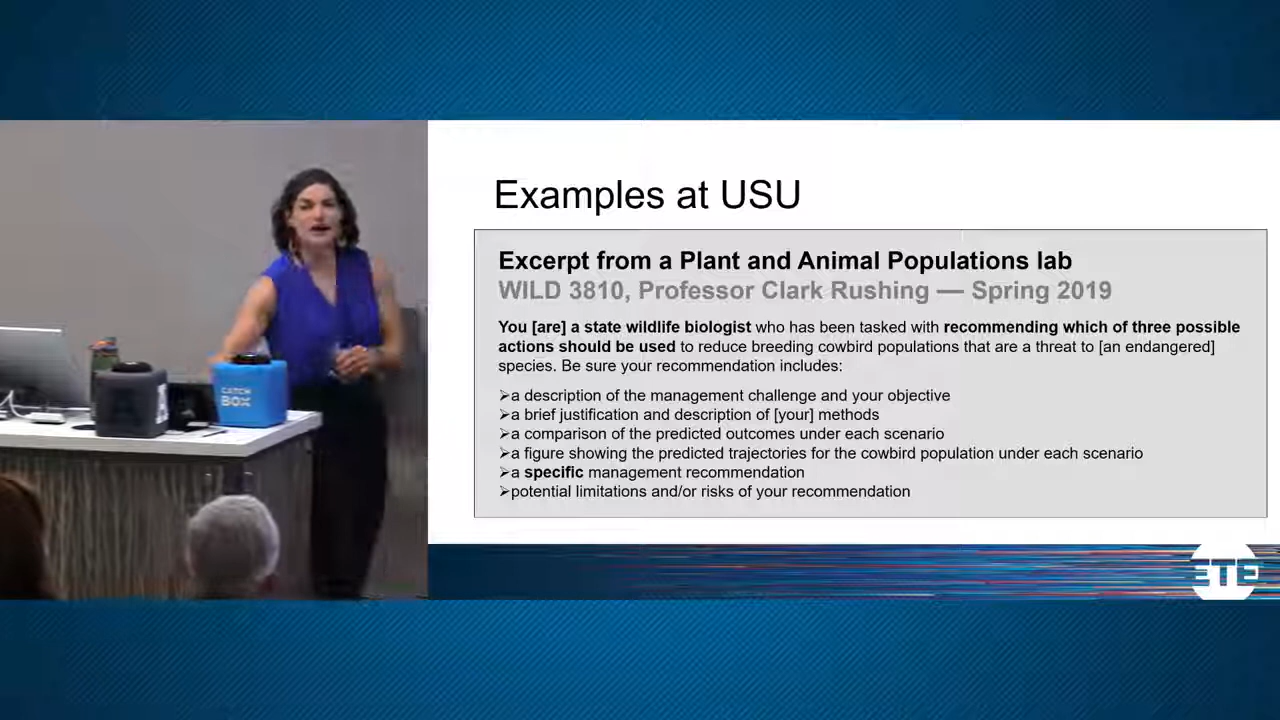 Examples at USU
Excerpt from a Plant and Animal Populations lab
WILD 3810, Professor Clark Rushing — Spring 2019
You [are] a state wildlife biologist who has been tasked with recommending which of three possible
actions should be used to reduce breeding cowbird populations that are a threat to [an endangered]
species. Be sure your recommendation includes:
➢a description of the management challenge and your objective
➢a brief justification and description of [your] methods
➢a comparison of the predicted outcomes under each scenario
➢a figure showing the predicted trajectories for the cowbird population under each scenario
➢a specific management recommendation
➢potential limitations and/or risks of your recommendation
CATCH
BOX
ETE